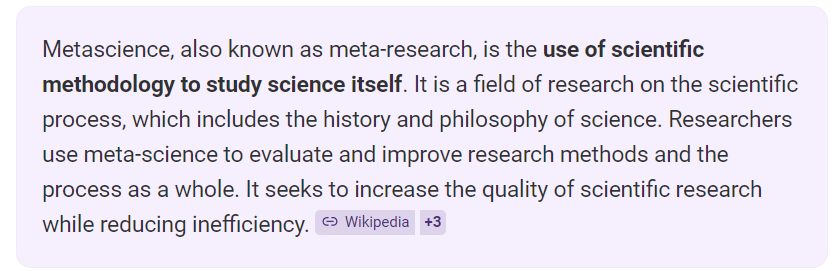 Metascience, also known as meta-research, is the use of scientific
methodology to study science itself. It is a field of research on the scientific
process, which includes the history and philosophy of science. Researchers
use meta-science to evaluate and improve research methods and the
process as a whole. It seeks to increase the quality of scientific research
while reducing inefficiency. Wikipedia +3